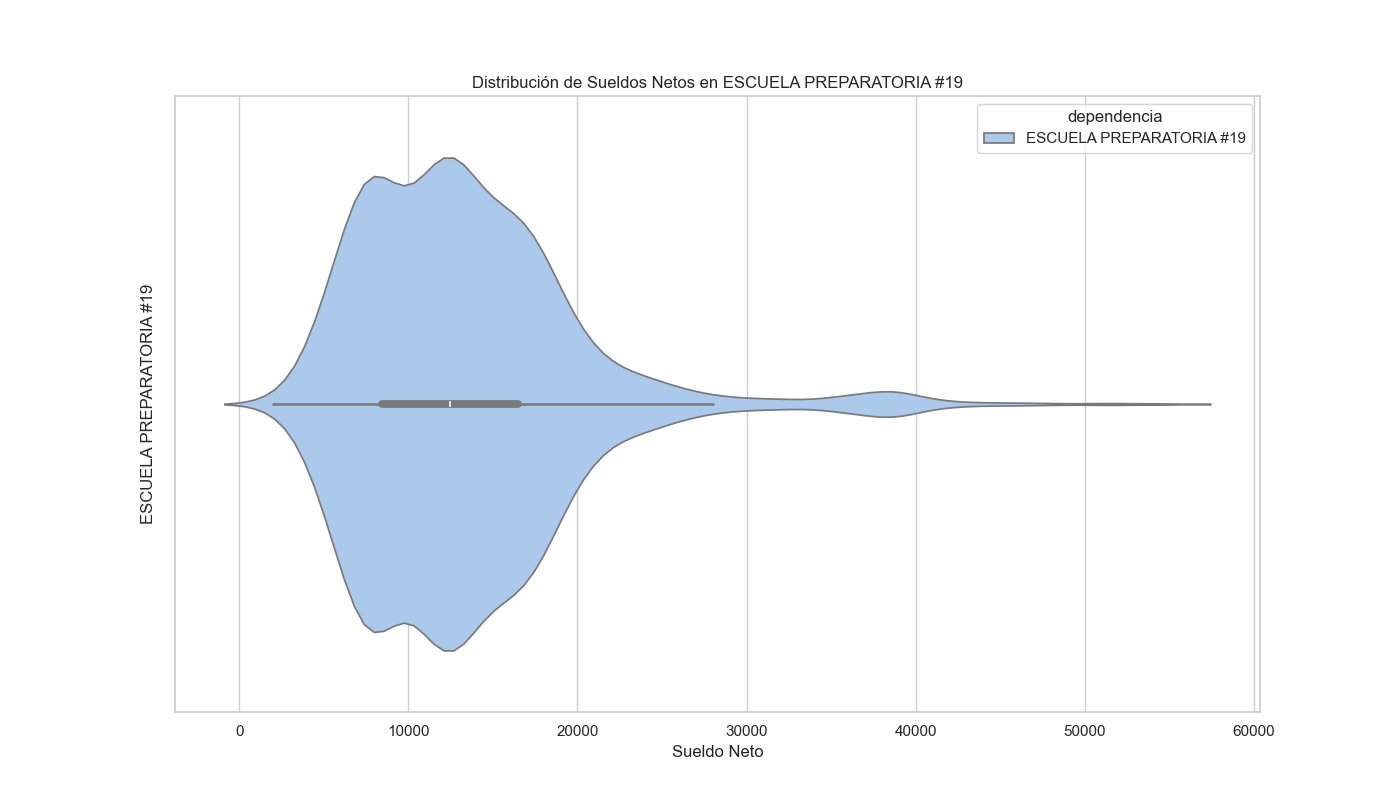 Distribución de Sueldos Netos en ESCUELA PREPARATORIA #19
dependencia
ESCUELA PREPARATORIA #19
ESCUELA PREPARATORIA #19
0
10000
20000
30000
40000
50000
60000
Sueldo Neto